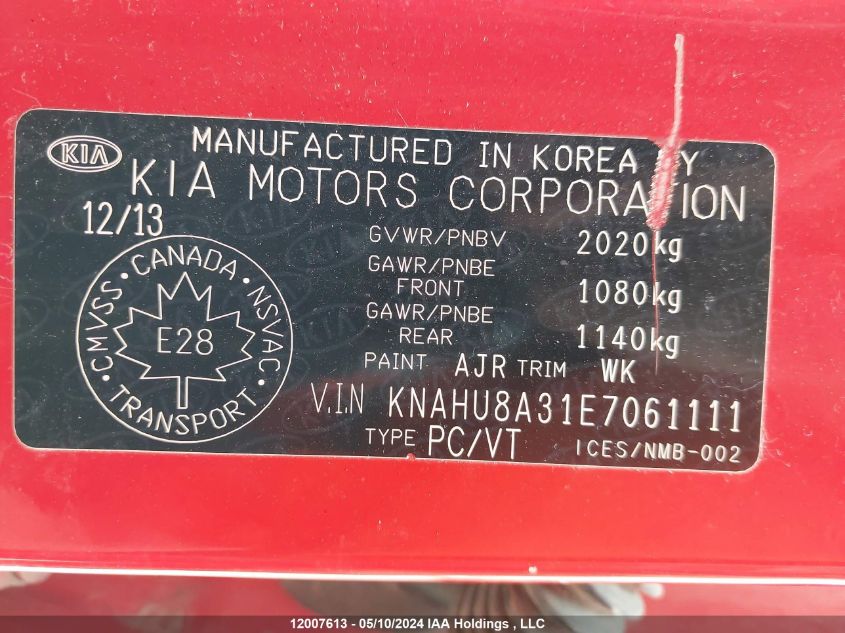 KIA
MANUFACTURED IN KOREA BY
KIA MOTORS CORPORATION
12/13
GVWR/PNBV 2020kg
GAWR/PNBE FRONT 1080kg
GAWR/PNBE REAR 1140kg
PAINT AJR TRIM WK
V.I.N KNAHU8A31E7061111
TYPE PC/VT ICES/NMB-002
CANADA • NSVAC • TRANSPORT • CMVSS •
E28
12007613 - 05/10/2024 IAA Holdings , LLC